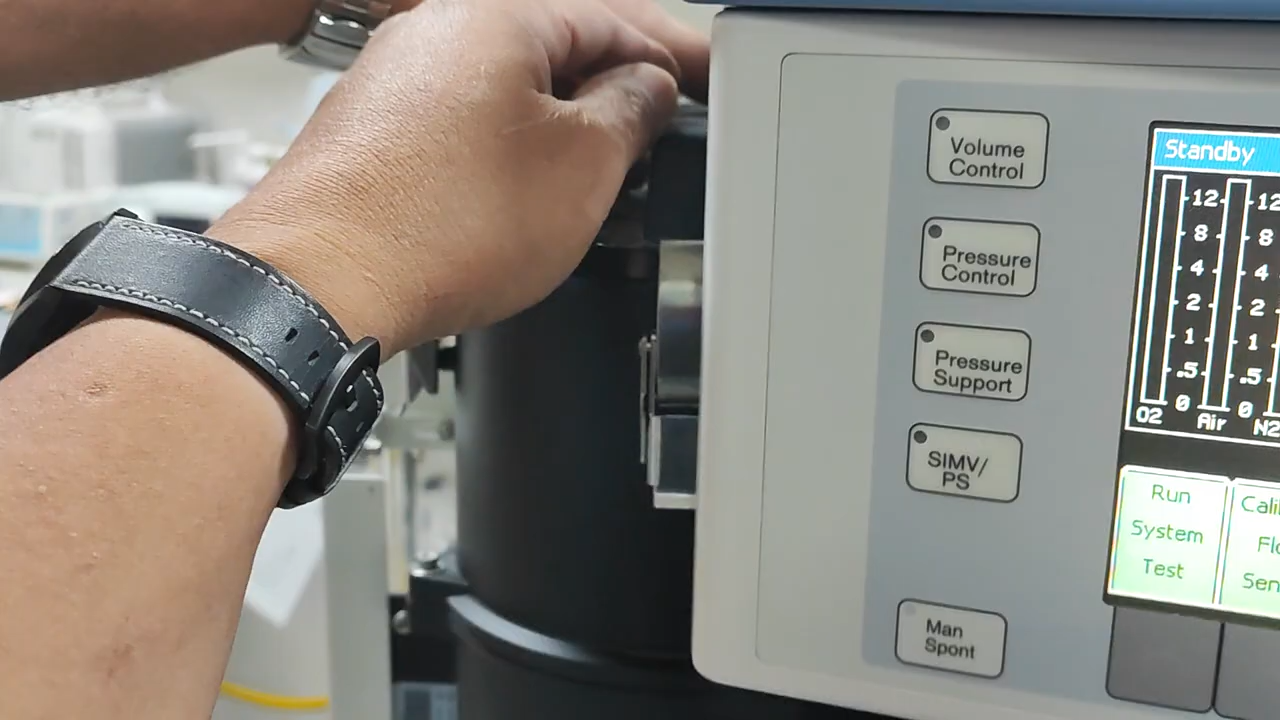 Volume
Control
Pressure
Control
Pressure
Support
SIMV/
PS
Man
Spont
Standby
12 12
8 8
4 4
2 2
1 1
.5 .5
0 0
O2 Air N2
Run
System
Test